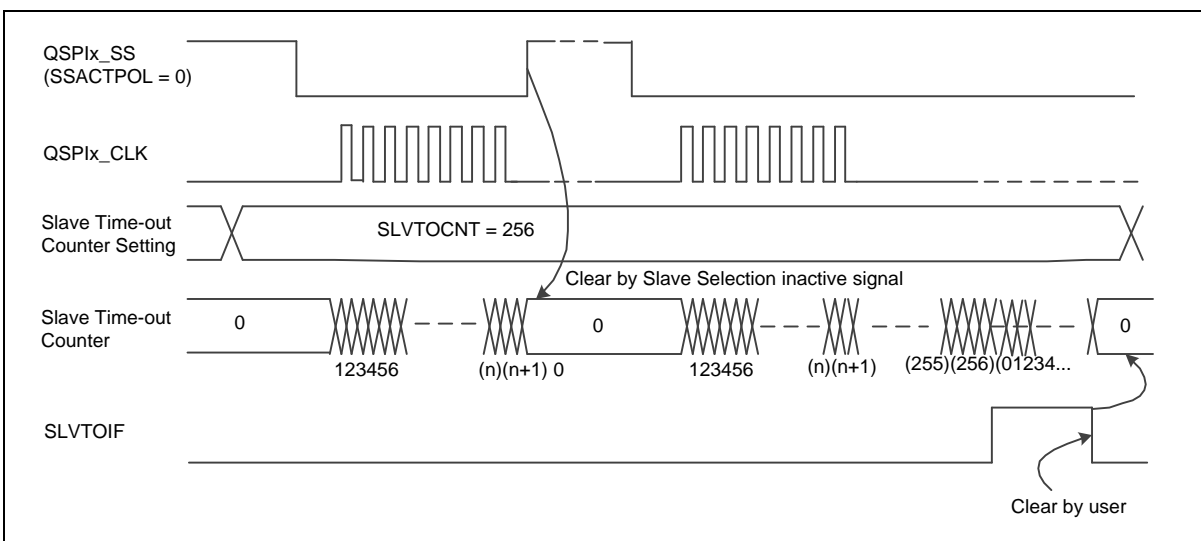 QSPIx_SS
(SSACTPOL = 0)
QSPIx_CLK
Slave Time-out
Counter Setting
SLVTOCNT = 256
Clear by Slave Selection inactive signal
Slave Time-out
Counter
0
0
0
123456
(n)(n+1) 0
123456
(n)(n+1)
(255)(256)(01234...
SLVTOIF
Clear by user